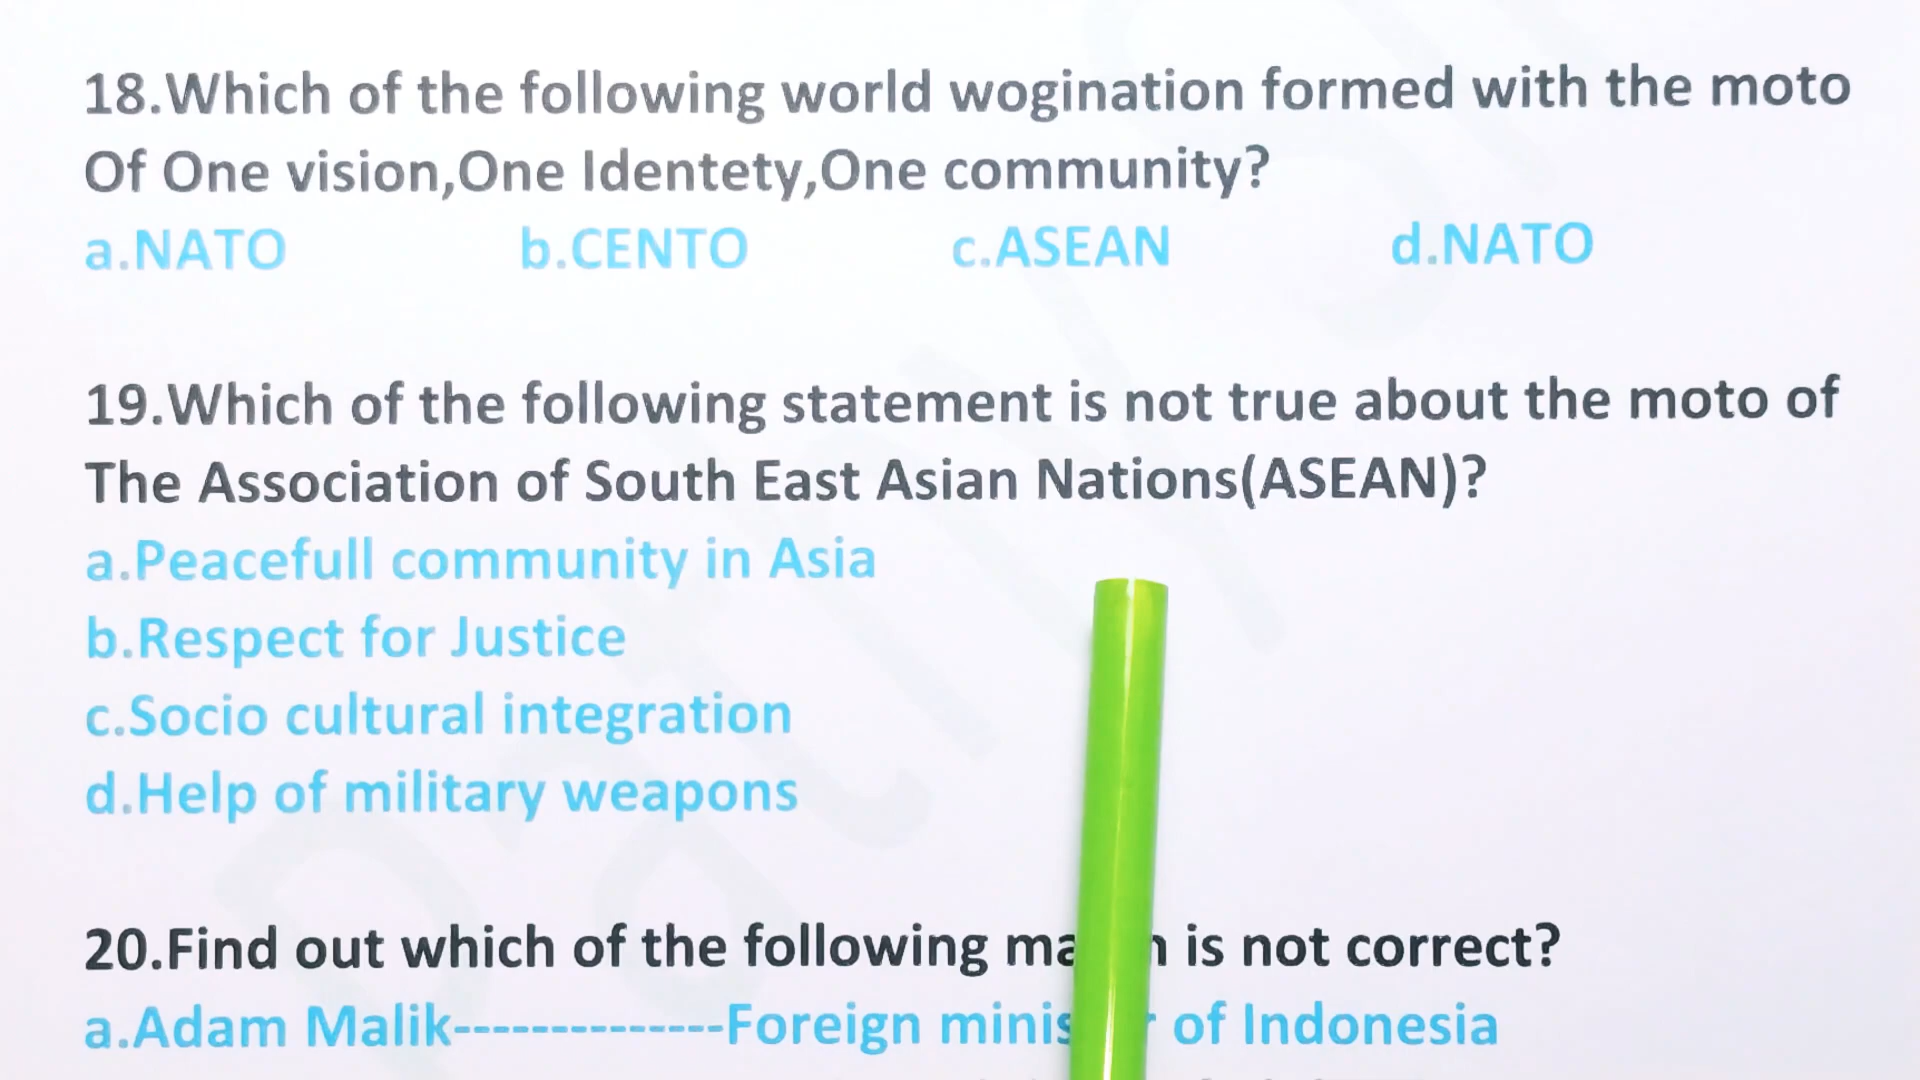 18.Which of the following world wogination formed with the moto
Of One vision,One Identety,One community?
a.NATO b.CENTO c.ASEAN d.NATO
19.Which of the following statement is not true about the moto of
The Association of South East Asian Nations(ASEAN)?
a.Peacefull community in Asia
b.Respect for Justice
c.Socio cultural integration
d.Help of military weapons
20.Find out which of the following is not correct?
a.Adam Malik--------------Foreign of Indonesia